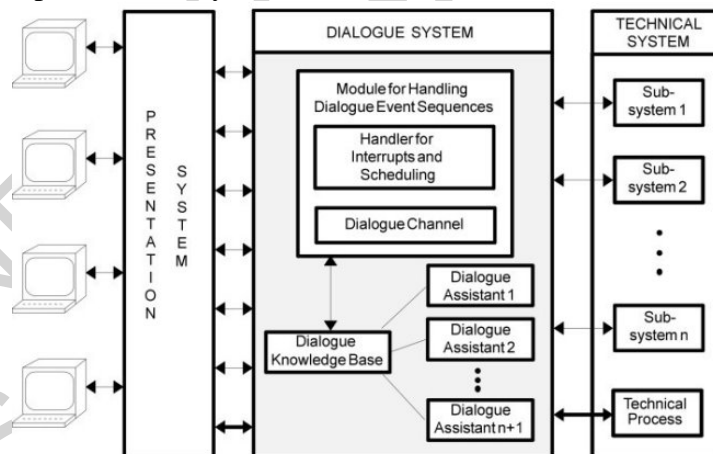 DIALOGUE SYSTEM
TECHNICAL
SYSTEM
PRESENTATION
SYSTEM
Module for Handling
Dialogue Event Sequences
Handler for
Interrupts and
Scheduling
Dialogue Channel
Dialogue
Knowledge Base
Dialogue
Assistant 1
Dialogue
Assistant 2
Dialogue
Assistant n+1
Sub-
system 1
Sub-
system 2
Sub-
system n
Technical
Process